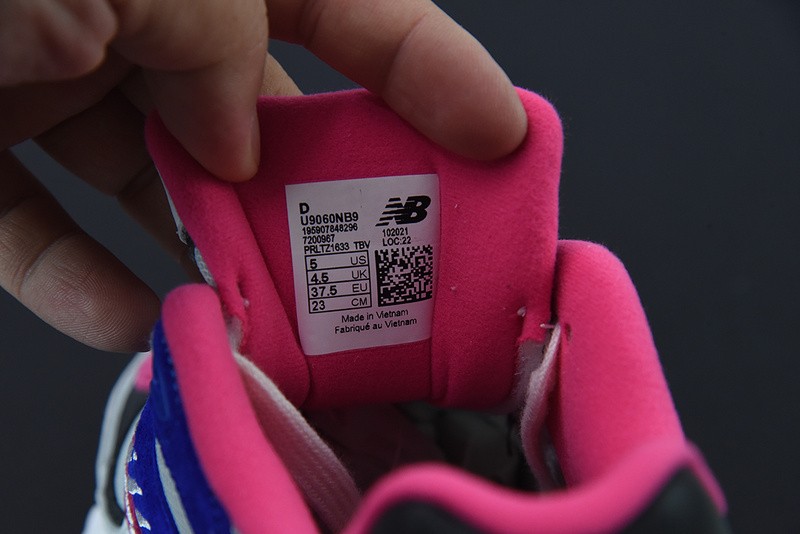 D
U9060NB9
195907848296
7200967
PRLTZ1633 TBV
NB
102021
LOC:22
5 US
4.5 UK
37.5 EU
23 CM
Made in Vietnam
Fabriqué au Vietnam